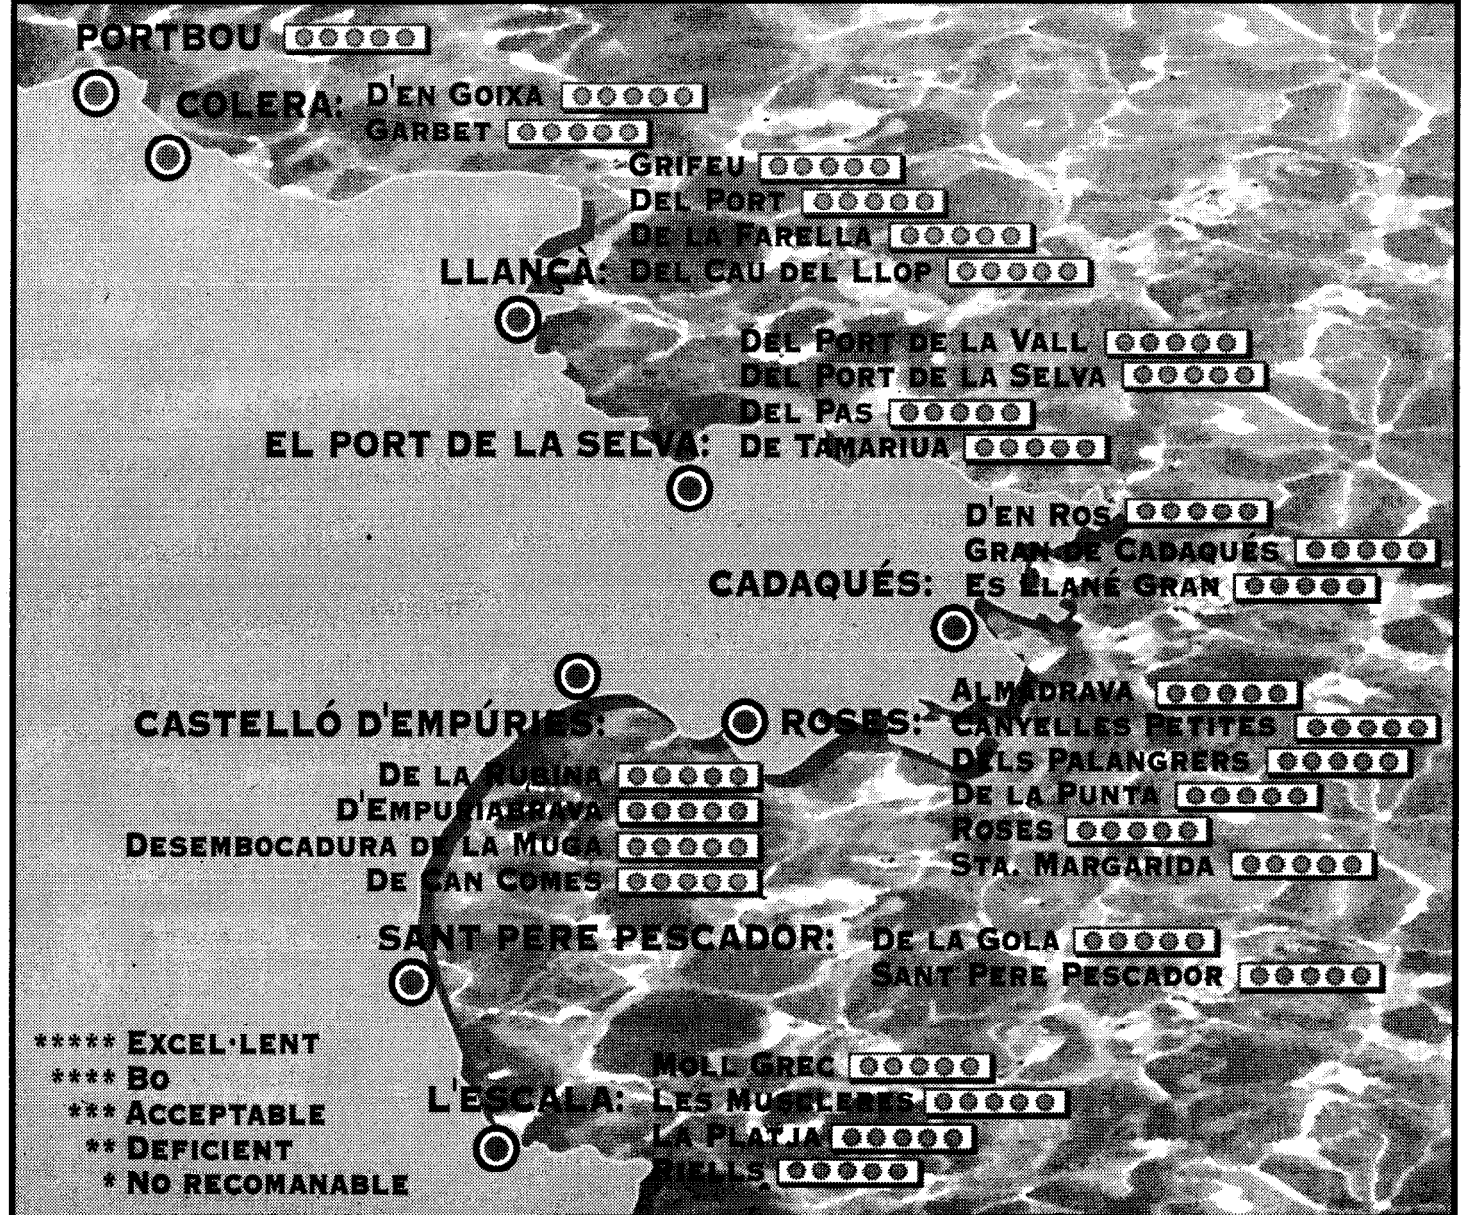 PORTBOU
COLERA: D'EN GOIXA
GARBET
GRIFEU
DEL PORT
DE LA FARELLA
LLANÇÀ: DEL CAU DEL LLOP
DEL PORT DE LA VALL
DEL PORT DE LA SELVA
DEL PAS
EL PORT DE LA SELVA: DE TAMARIUA
D'EN ROS
GRAN DE CADAQUÉS
CADAQUÉS: ES LLANÉ GRAN
ALMADRAVA
ROSES: CANYELLES PETITES
DELS PALANGRERS
DE LA PUNTA
ROSES
STA. MARGARIDA
CASTELLÓ D'EMPÚRIES:
DE LA RUBINA
D'EMPURIABRAVA
DESEMBOCADURA DE LA MUGA
DE CAN COMES
SANT PERE PESCADOR: DE LA GOLA
SANT PERE PESCADOR
MOLL GREC
L'ESCALA: LES MUSCLERES
LA PLATJA
RIELLS
***** EXCEL·LENT
**** BO
*** ACCEPTABLE
** DEFICIENT
* NO RECOMANABLE